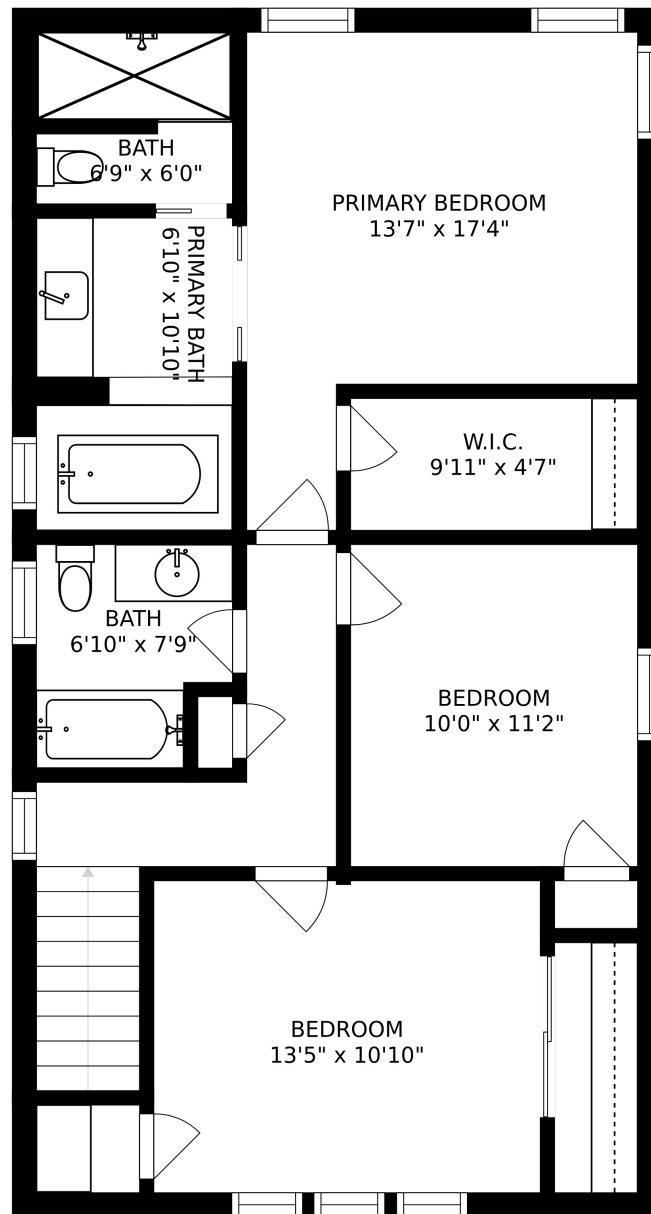 BATH
6'9" x 6'0"
PRIMARY BEDROOM
13'7" x 17'4"
PRIMARY BATH
6'10" x 10'10"
W.I.C.
9'11" x 4'7"
BATH
6'10" x 7'9"
BEDROOM
10'0" x 11'2"
BEDROOM
13'5" x 10'10"